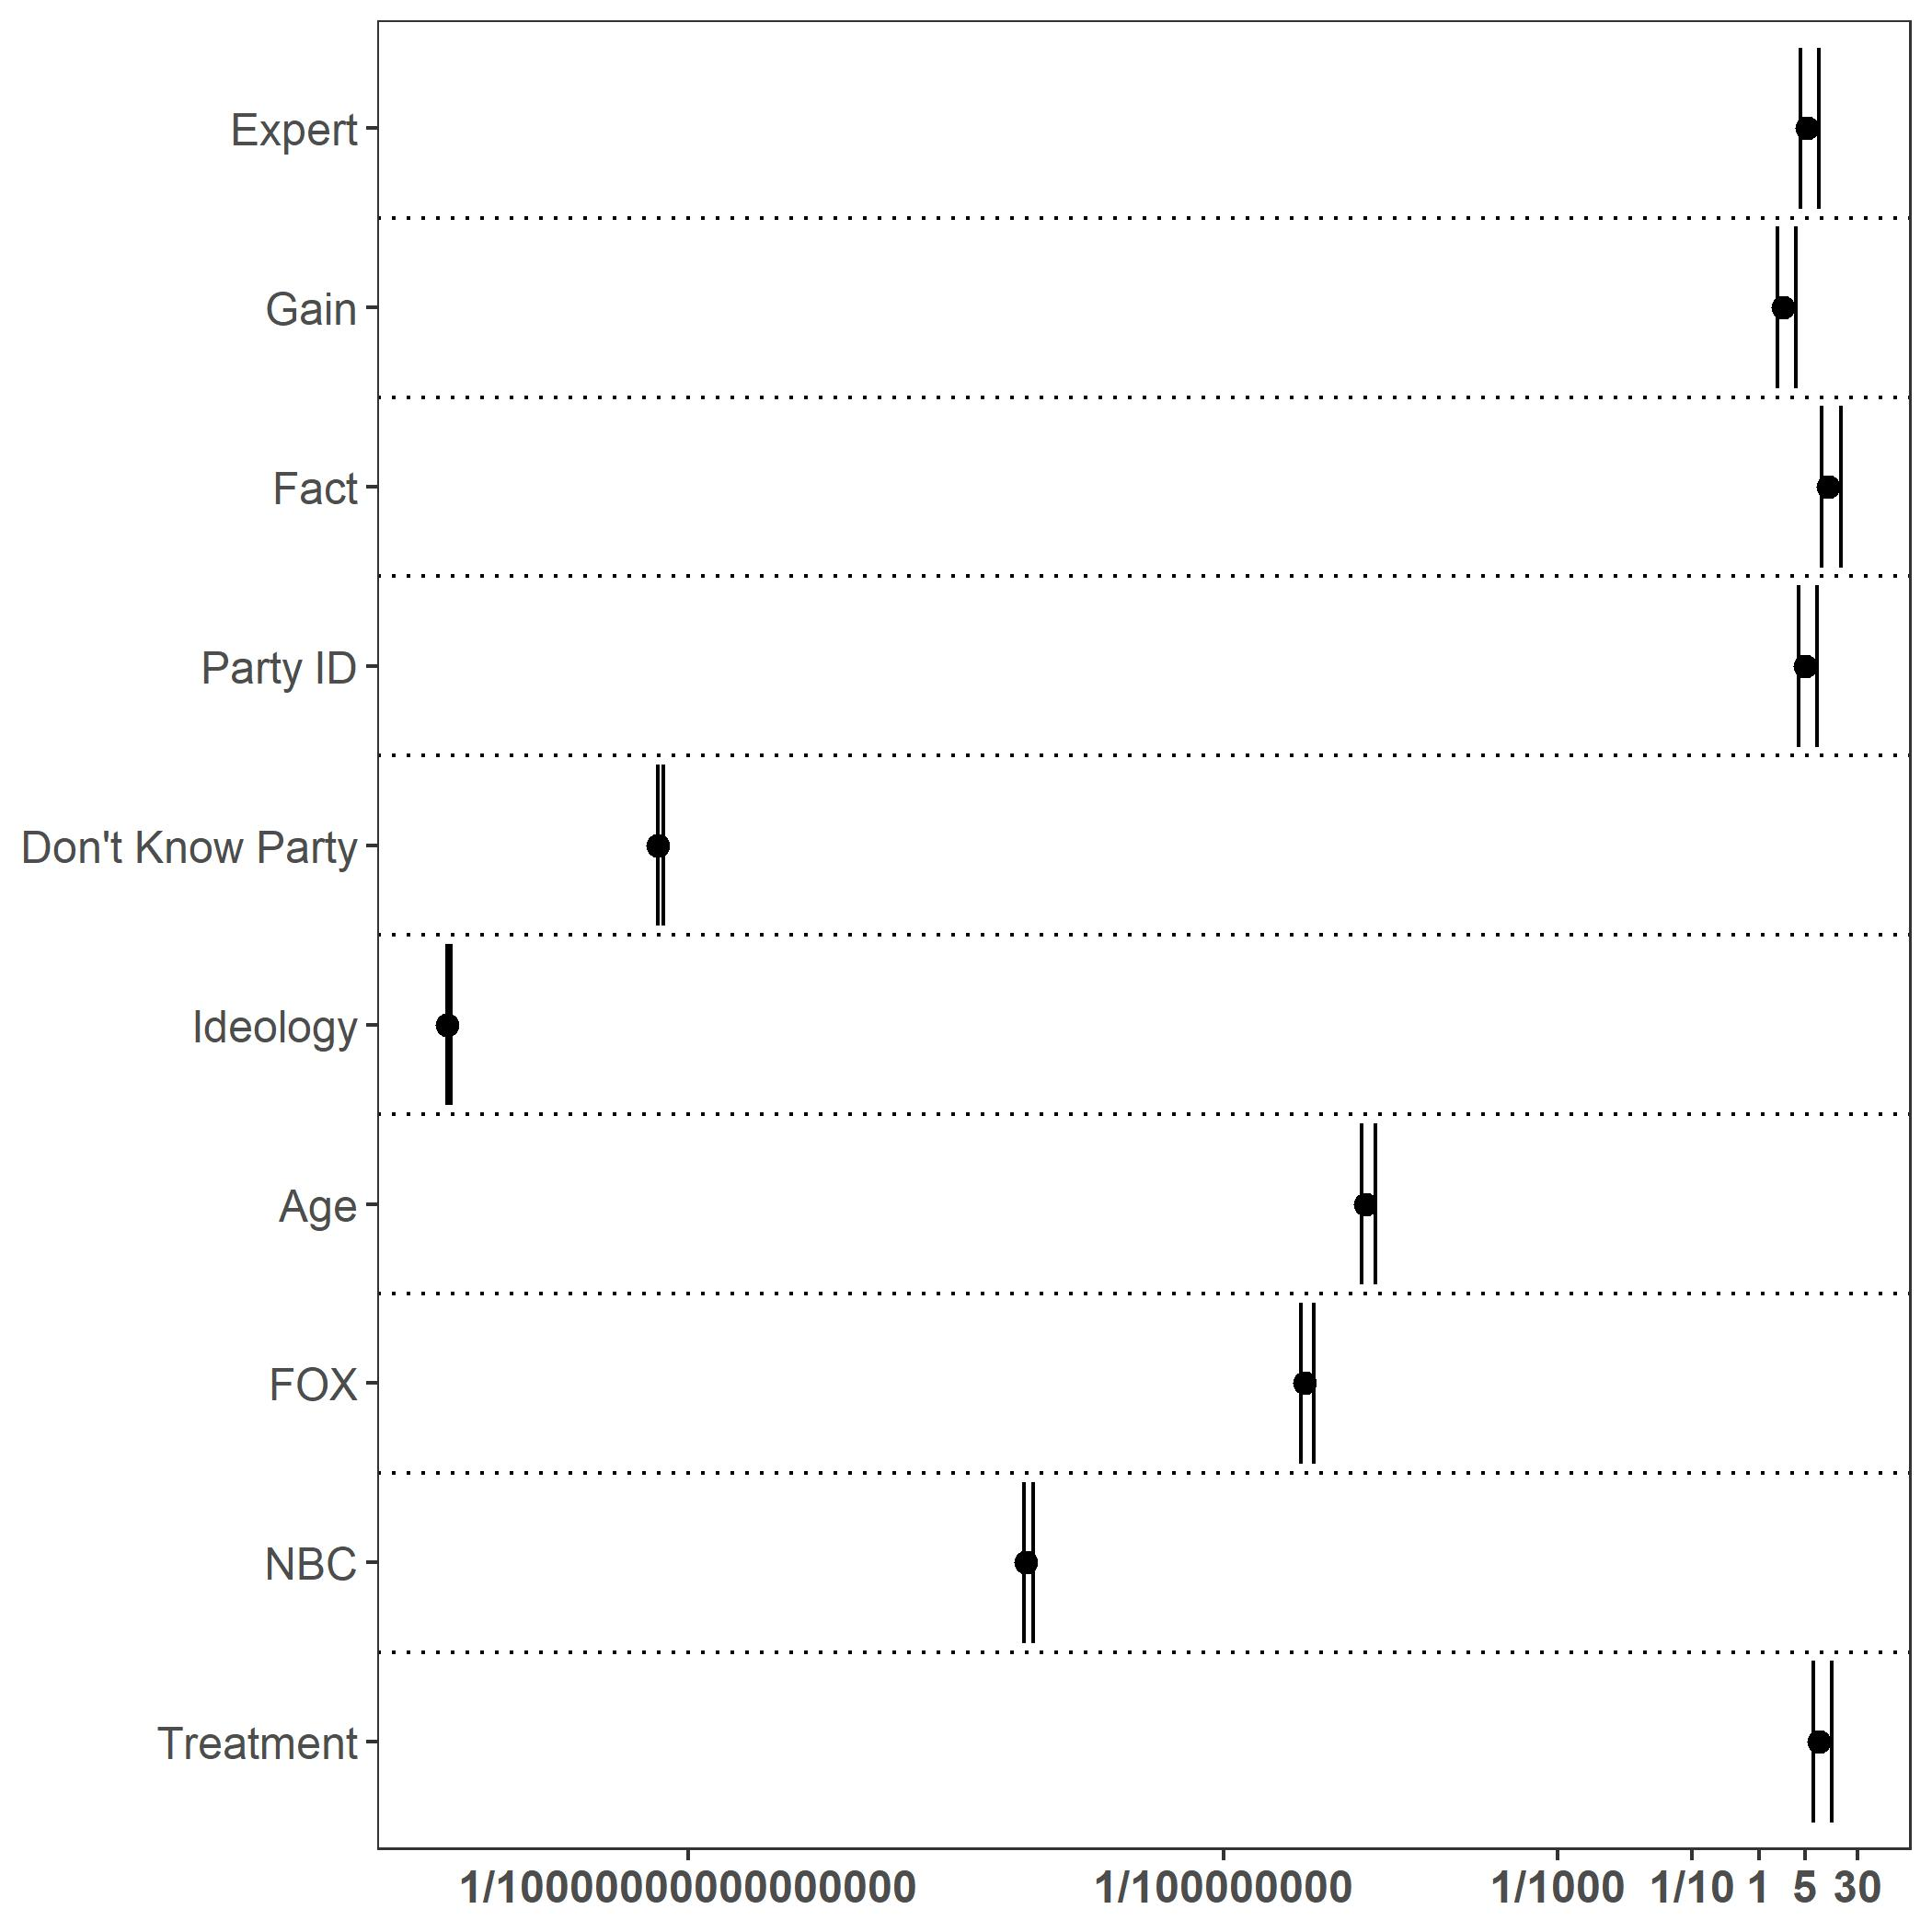 Expert
Gain
Fact
Party ID
Don't Know Party
Ideology
Age
FOX
NBC
Treatment
1/10000000000000000 1/100000000 1/1000 1/10 1 5 30